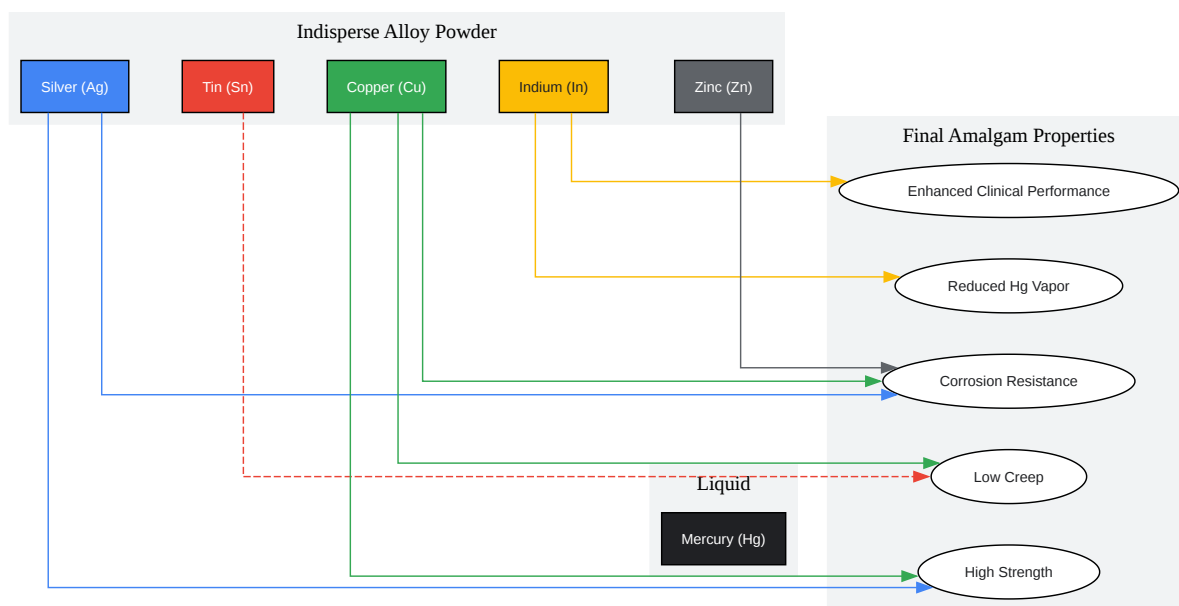 Indisperse Alloy Powder
Silver (Ag)
Tin (Sn)
Copper (Cu)
Indium (In)
Zinc (Zn)
Final Amalgam Properties
Enhanced Clinical Performance
Reduced Hg Vapor
Corrosion Resistance
Low Creep
Liquid
Mercury (Hg)
High Strength